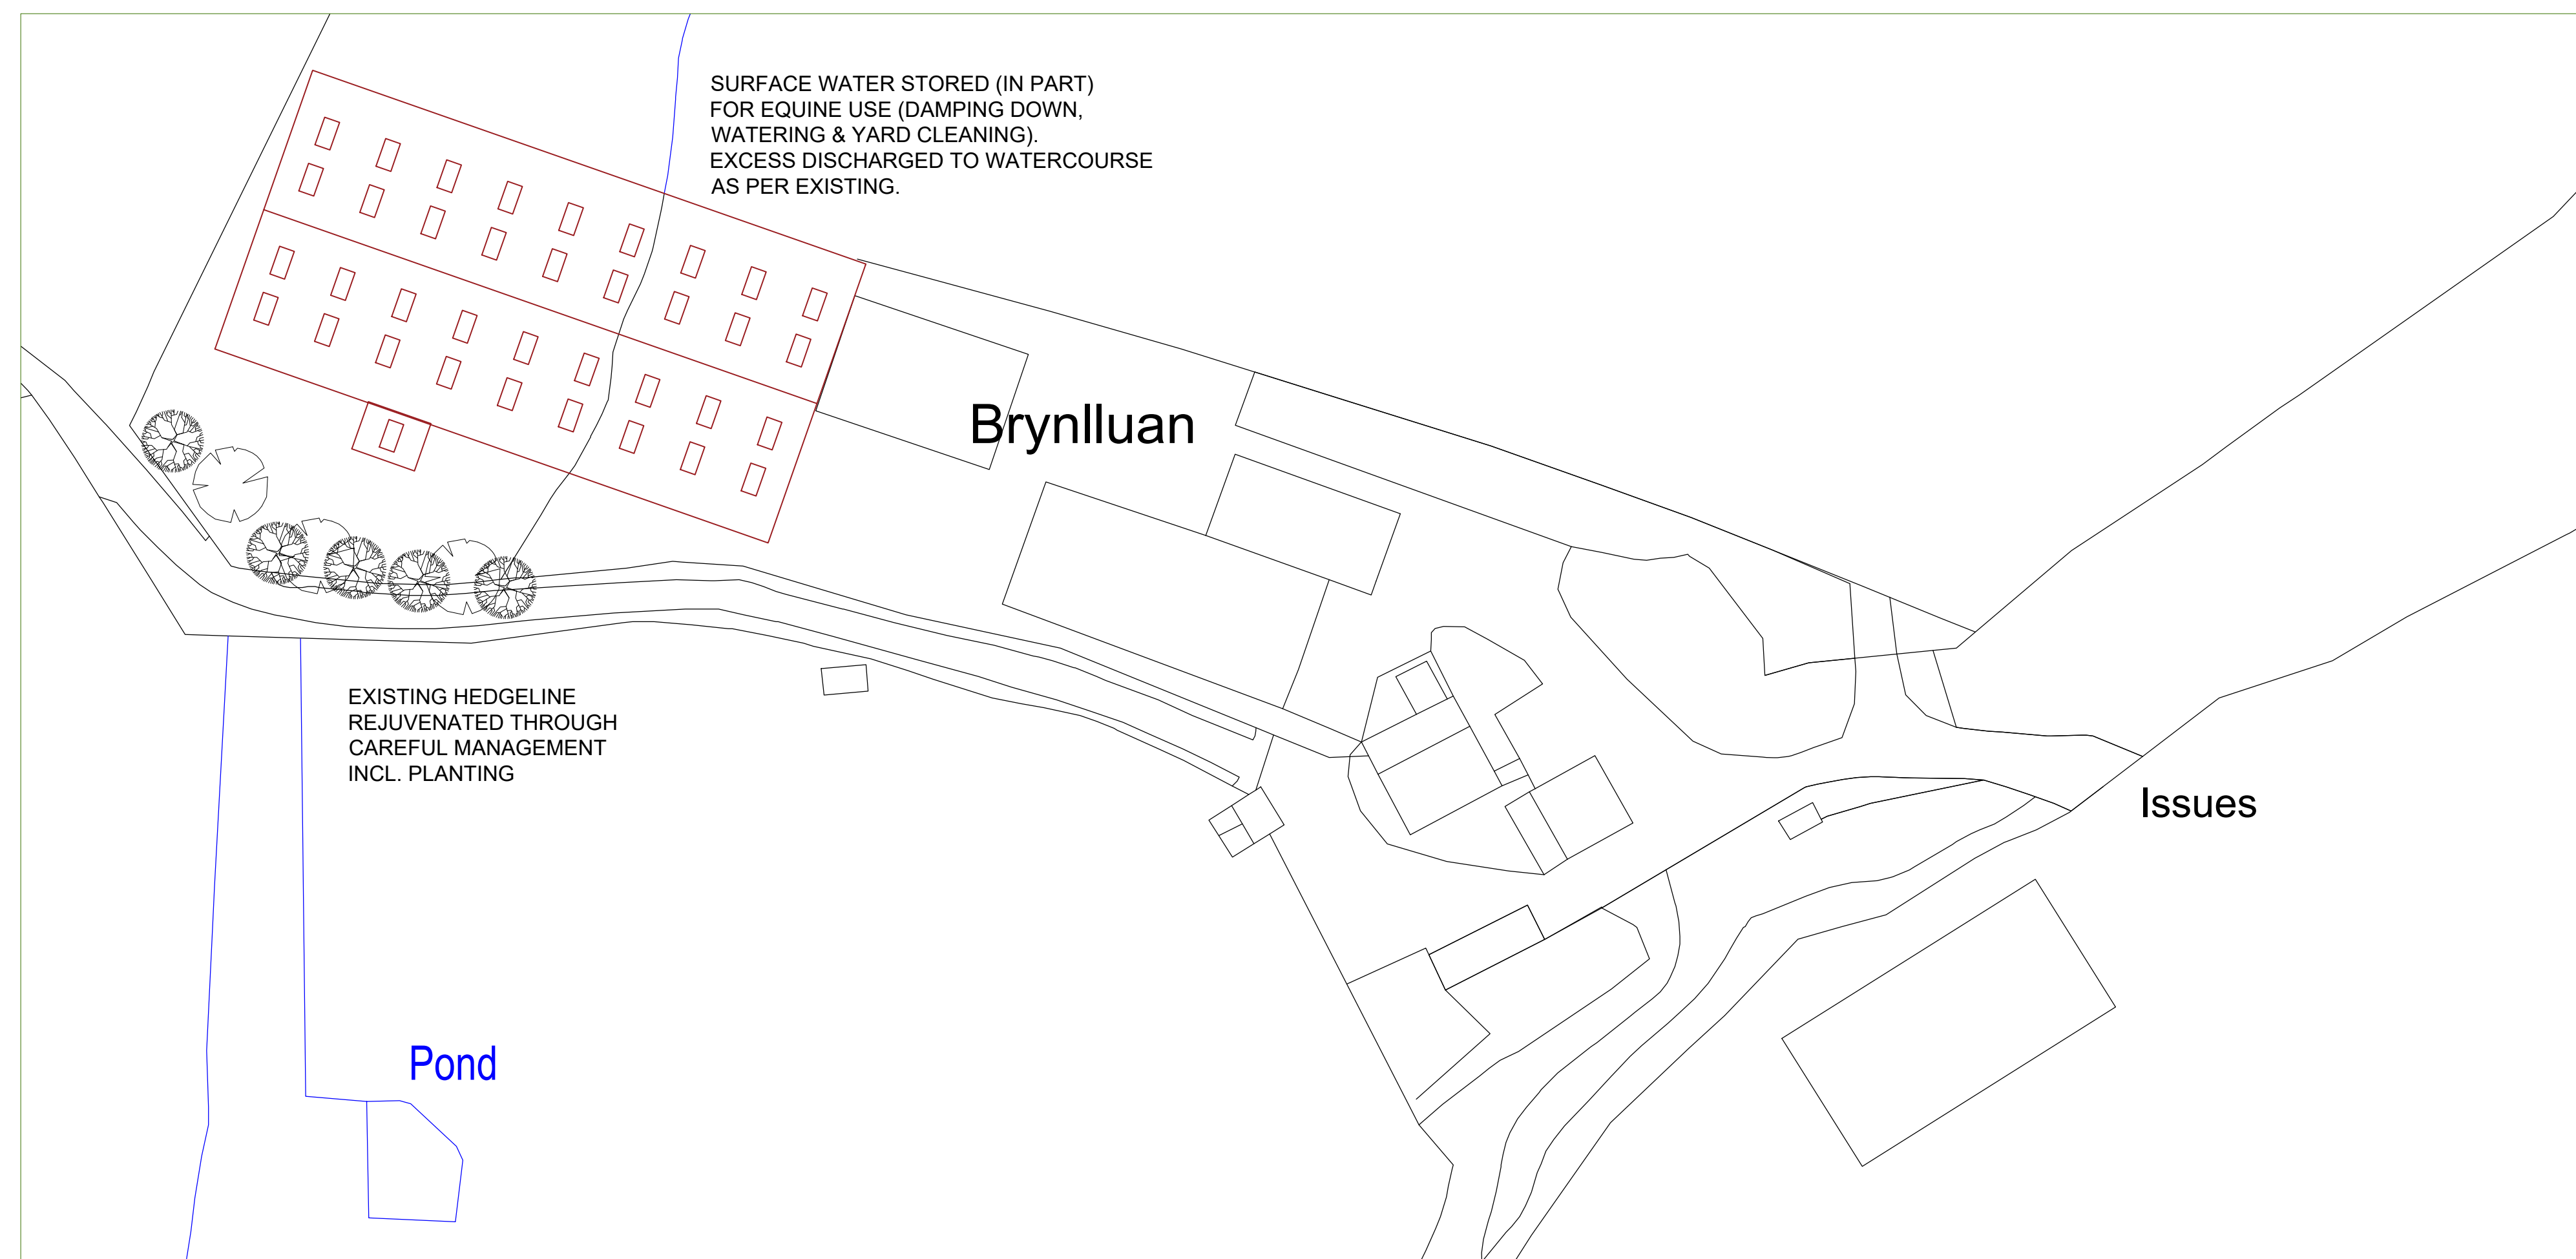 SURFACE WATER STORED (IN PART)
FOR EQUINE USE (DAMPING DOWN,
WATERING & YARD CLEANING).
EXCESS DISCHARGED TO WATERCOURSE
AS PER EXISTING.
Brynlluan
EXISTING HEDGELINE
REJUVENATED THROUGH
CAREFUL MANAGEMENT
INCL. PLANTING
Issues
Pond